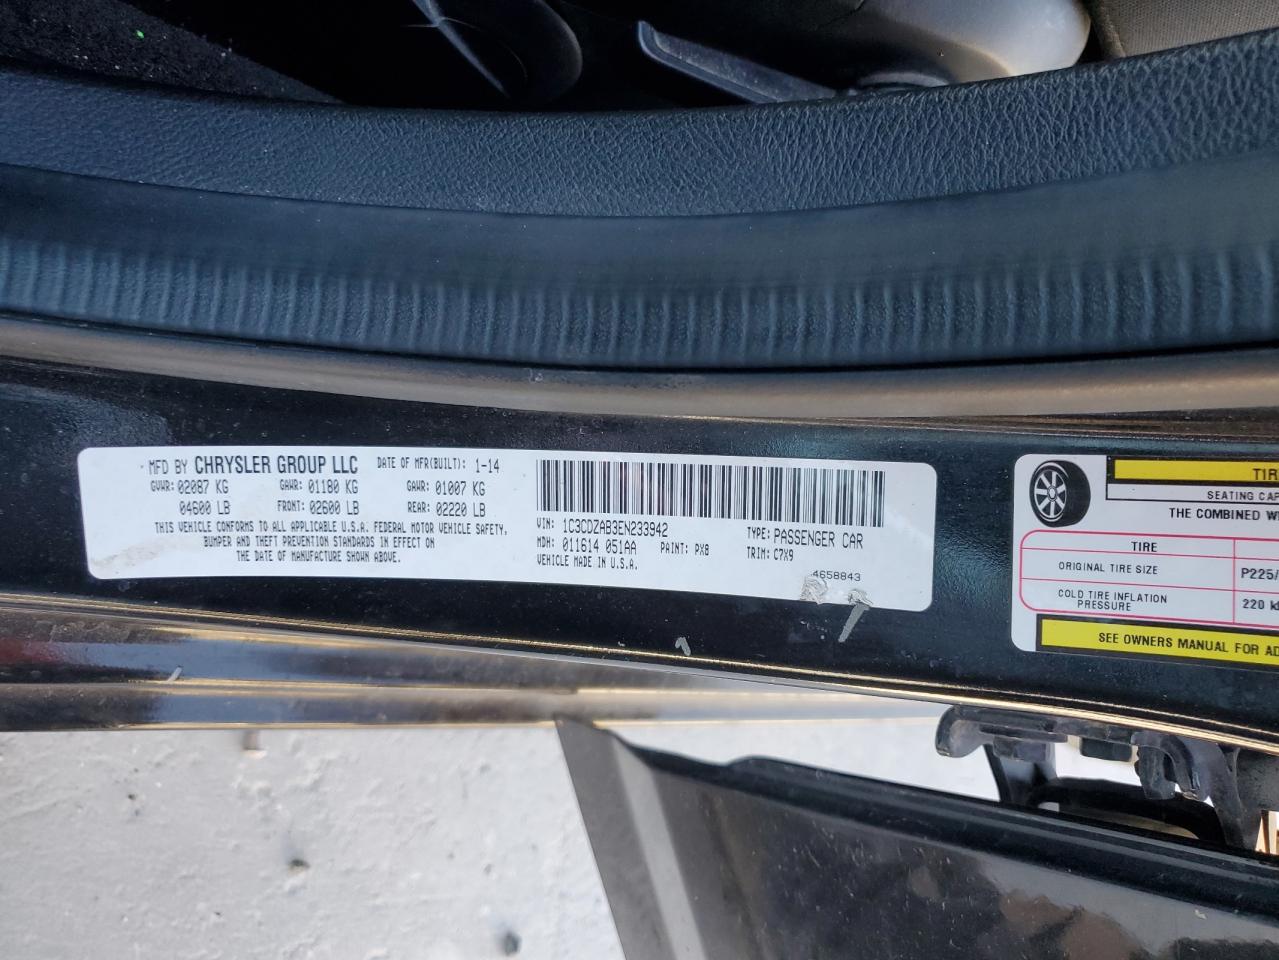 MFD BY CHRYSLER GROUP LLC DATE OF MFR(BUILT): 1-14
GVWR: 02087 KG GAWR: 01180 KG GAWR: 01007 KG
04600 LB FRONT: 02600 LB REAR: 02220 LB
THIS VEHICLE CONFORMS TO ALL APPLICABLE U.S.A. FEDERAL MOTOR VEHICLE SAFETY,
BUMPER AND THEFT PREVENTION STANDARDS IN EFFECT ON
THE DATE OF MANUFACTURE SHOWN ABOVE.
VIN: 1C3CDZAB3EN233942 TYPE: PASSENGER CAR
MDH: 011614 051AA PAINT: PX8 TRIM: C7X9
VEHICLE MADE IN U.S.A.
4658843
TIR
SEATING CAP
THE COMBINED W
TIRE
ORIGINAL TIRE SIZE P225/
COLD TIRE INFLATION
PRESSURE 220 k
SEE OWNERS MANUAL FOR AD